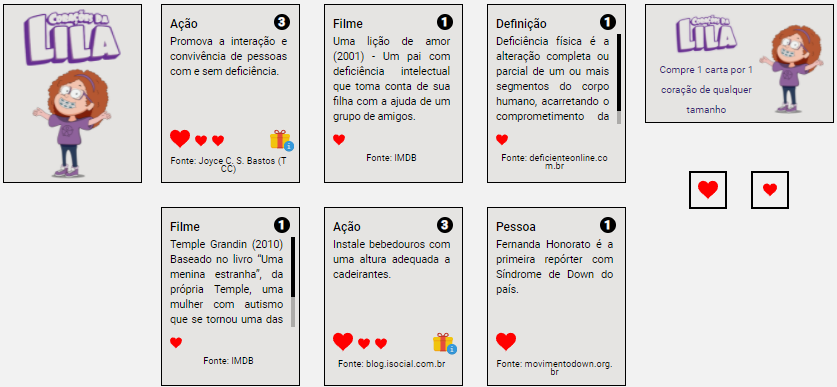 CORAÇÕES DA
LILA
Ação
3
Promova a interação e
convivência de pessoas
com e sem deficiência.
Fonte: Joyce C. S. Bastos (T
CC)
Filme
1
Uma lição de amor
(2001) - Um pai com
deficiência intelectual
que toma conta de sua
filha com a ajuda de um
grupo de amigos.
Fonte: IMDB
Definição
1
Deficiência física é a
alteração completa ou
parcial de um ou mais
segmentos do corpo
humano, acarretando o
comprometimento da
Fonte: deficienteonline.co
m.br
CORAÇÕES DA
LILA
Compre 1 carta por 1
coração de qualquer
tamanho
Filme
1
Temple Grandin (2010)
Baseado no livro “Uma
menina estranha”, da
própria Temple, uma
mulher com autismo
que se tornou uma das
Fonte: IMDB
Ação
3
Instale bebedouros com
uma altura adequada a
cadeirantes.
Fonte: blog.isocial.com.br
Pessoa
1
Fernanda Honorato é a
primeira repórter com
Síndrome de Down do
país.
Fonte: movimentodown.org.
br